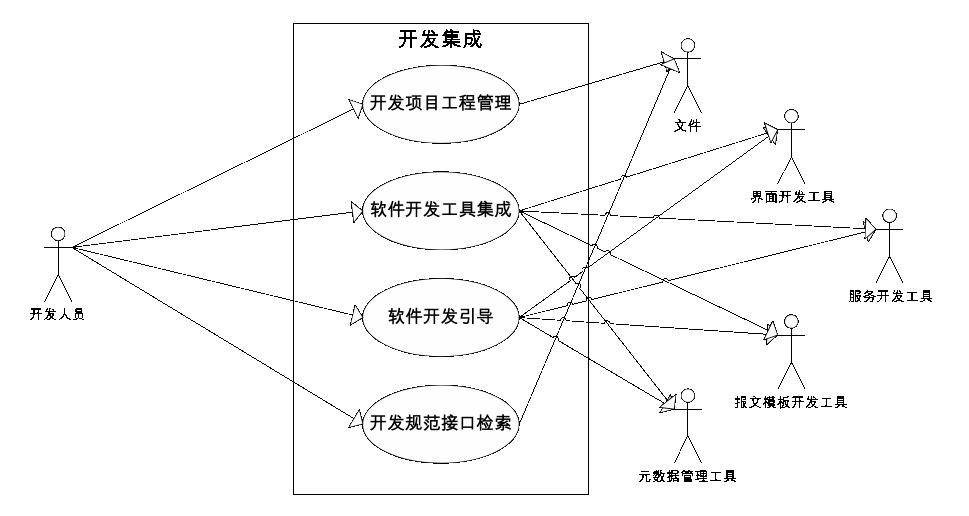 开发集成
开发项目工程管理
文件
界面开发工具
软件开发工具集成
服务开发工具
开发人员
软件开发引导
报文模板开发工具
开发规范接口检索
元数据管理工具